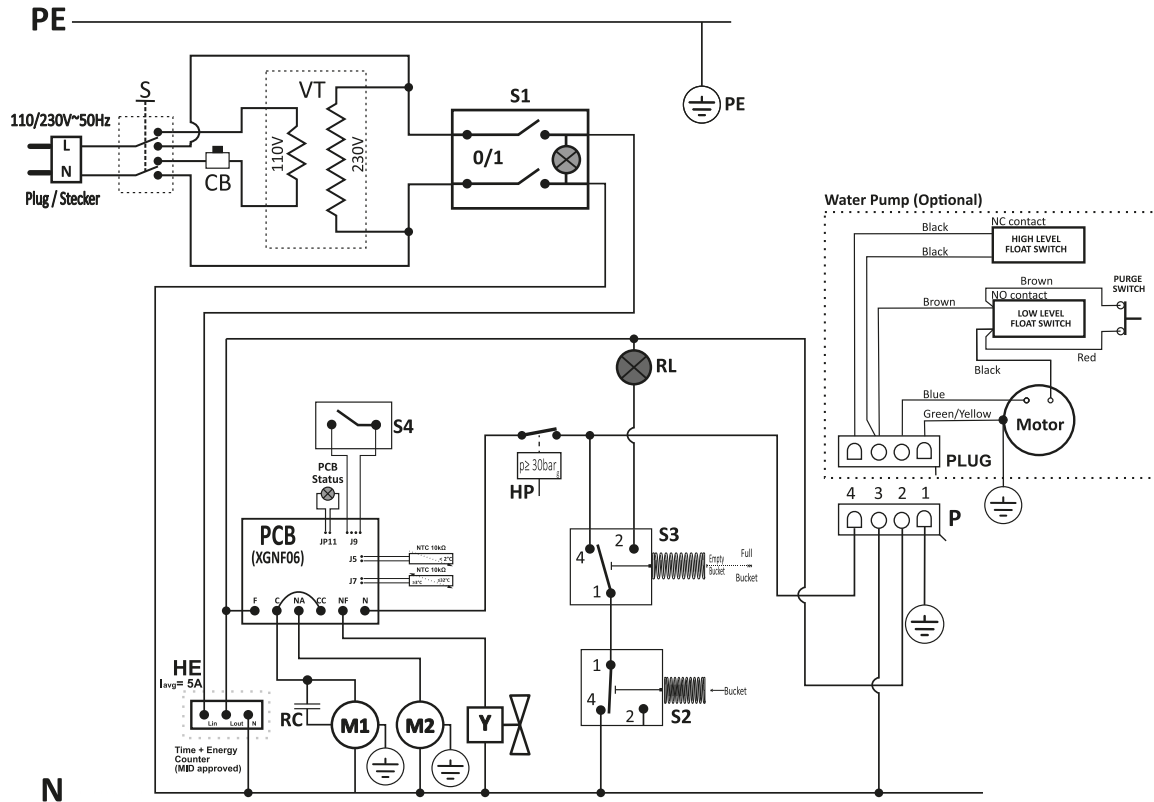 PE
S
VT
S1
110/230V~50Hz
L
N
Plug / Stecker
CB
110V
230V
0/1
PE
Water Pump (Optional)
Black
NC contact
HIGH LEVEL
FLOAT SWITCH
Black
Brown
PURGE
SWITCH
Brown
NO contact
LOW LEVEL
FLOAT SWITCH
Red
Black
Blue
Green/Yellow
Motor
PLUG
4 3 2 1
P
RL
S4
PCB
Status
p≥ 30bar
HP
PCB
(XGNF06)
JP11
J9
J5
NTC 10kΩ
J7
NTC 10kΩ
F C NA CC NF N
S3
4
2
1
Empty
Bucket
Full
Bucket
1
4
2
S2
Bucket
HE
Iavg= 5A
Lin
Lout
N
Time + Energy
Counter
(MID approved)
RC
M1
M2
Y
N